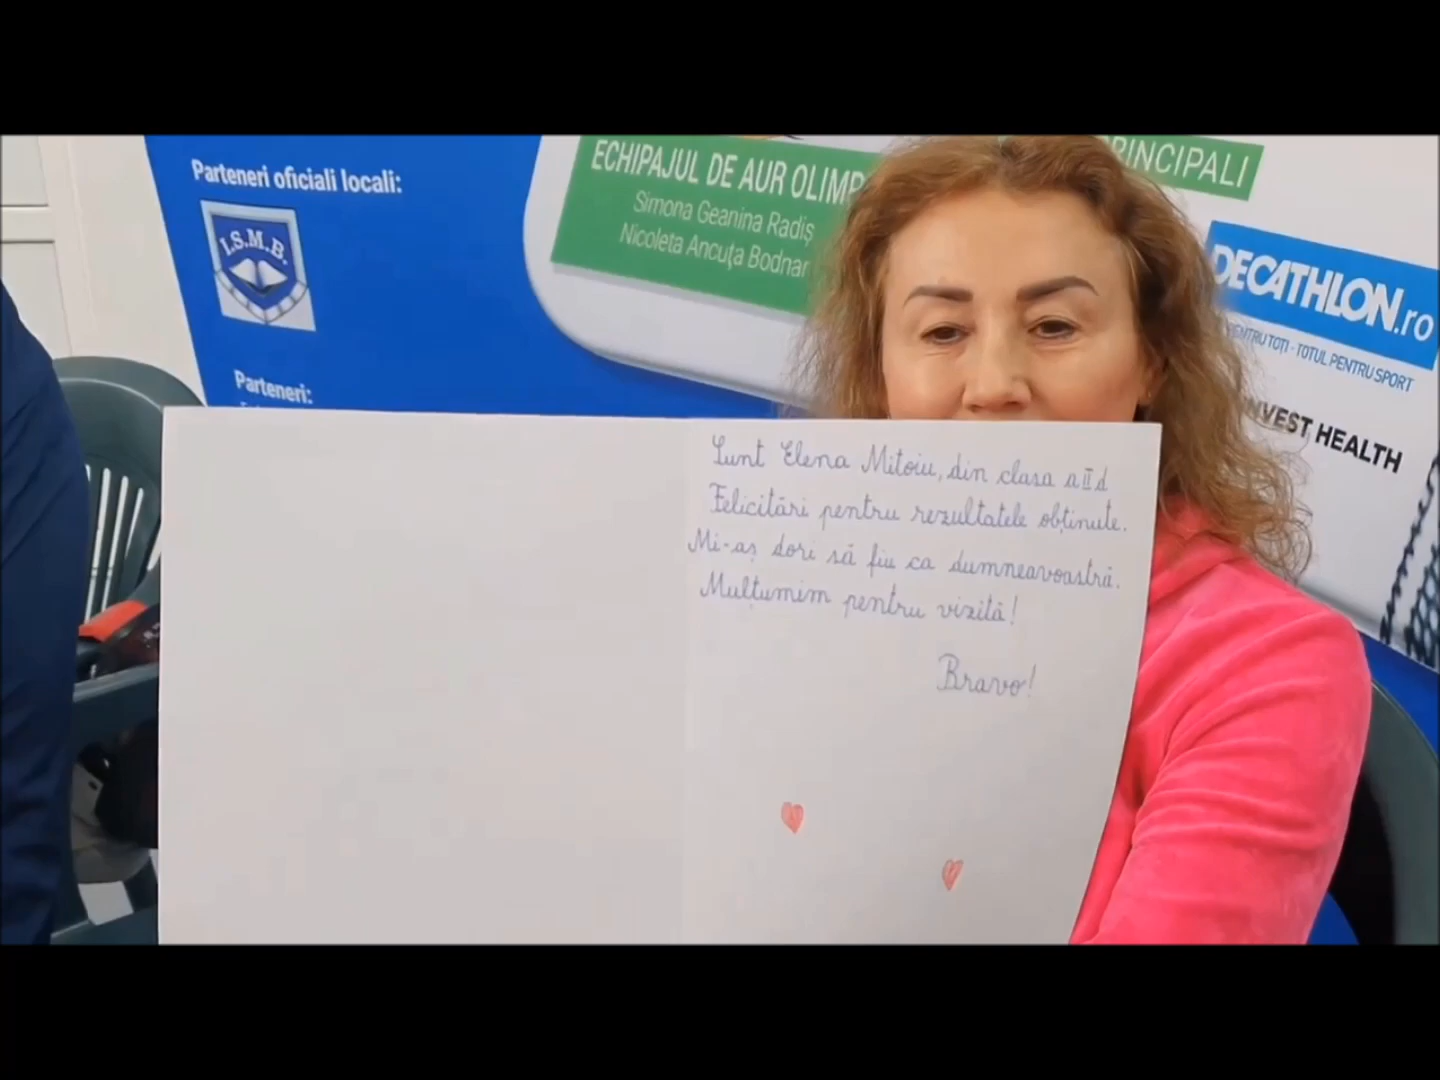 Parteneri oficiali locali:
I.S.M.B.
Parteneri:
ECHIPAJUL DE AUR OLIMP
Simona Geanina Radiș
Nicoleta Ancuța Bodnar
RINCIPALI
DECATHLON.ro
PENTRU TOȚI - TOTUL PENTRU SPORT
INVEST HEALTH
Sunt Elena Mitoiu, din clasa a II d
Felicitări pentru rezultatele obținute.
Mi-aș dori să fiu ca dumneavoastră.
Mulțumim pentru vizită!
Bravo!